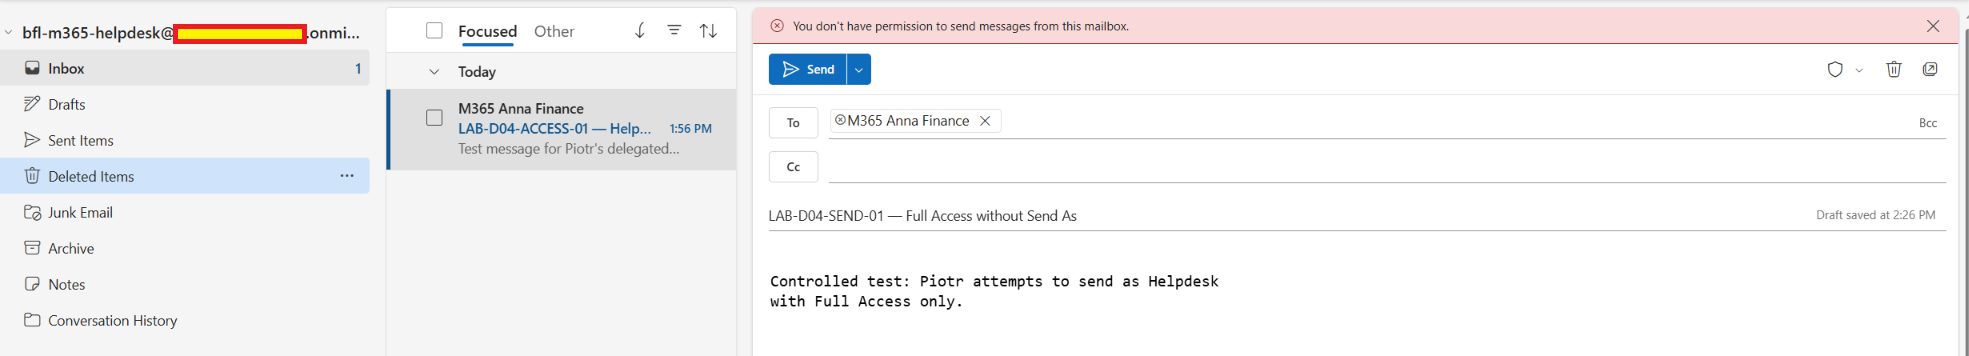 bfl-m365-helpdesk@ .onmi...
Inbox 1
Drafts
Sent Items
Deleted Items ...
Junk Email
Archive
Notes
Conversation History
Focused Other
Today
M365 Anna Finance
LAB-D04-ACCESS-01 — Help... 1:56 PM
Test message for Piotr's delegated...
You don't have permission to send messages from this mailbox.
Send
To M365 Anna Finance Bcc
Cc
LAB-D04-SEND-01 — Full Access without Send As Draft saved at 2:26 PM
Controlled test: Piotr attempts to send as Helpdesk
with Full Access only.